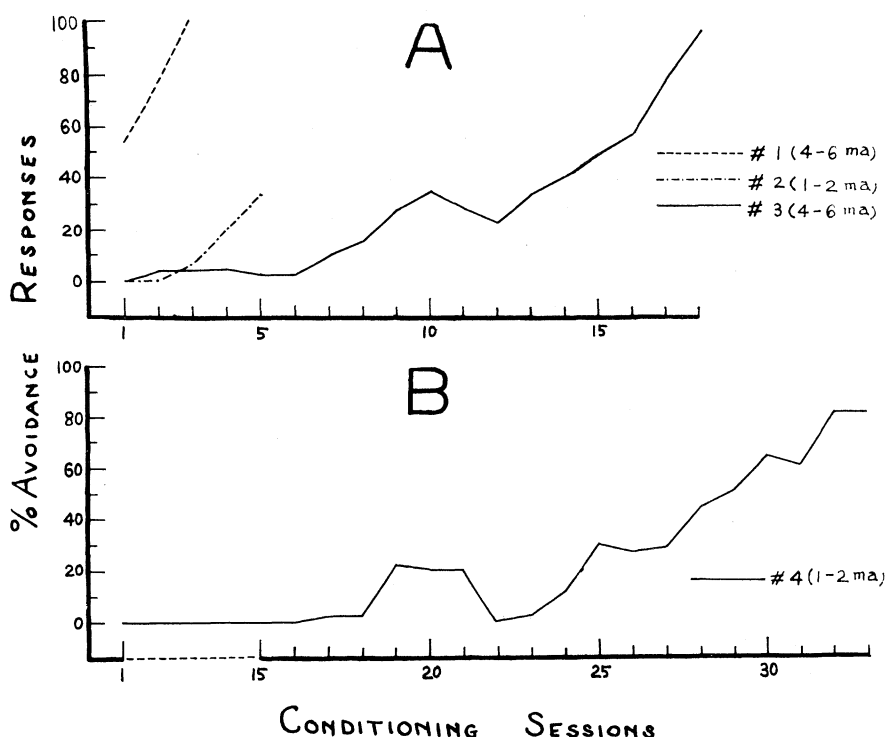 A
100
80
60
40
20
0
RESPONSES
# 1 (4-6 ma)
# 2 (1-2 ma)
# 3 (4-6 ma)
1 5 10 15
B
100
80
60
40
20
0
% AVOIDANCE
#4 (1-2 ma)
1 15 20 25 30
CONDITIONING SESSIONS